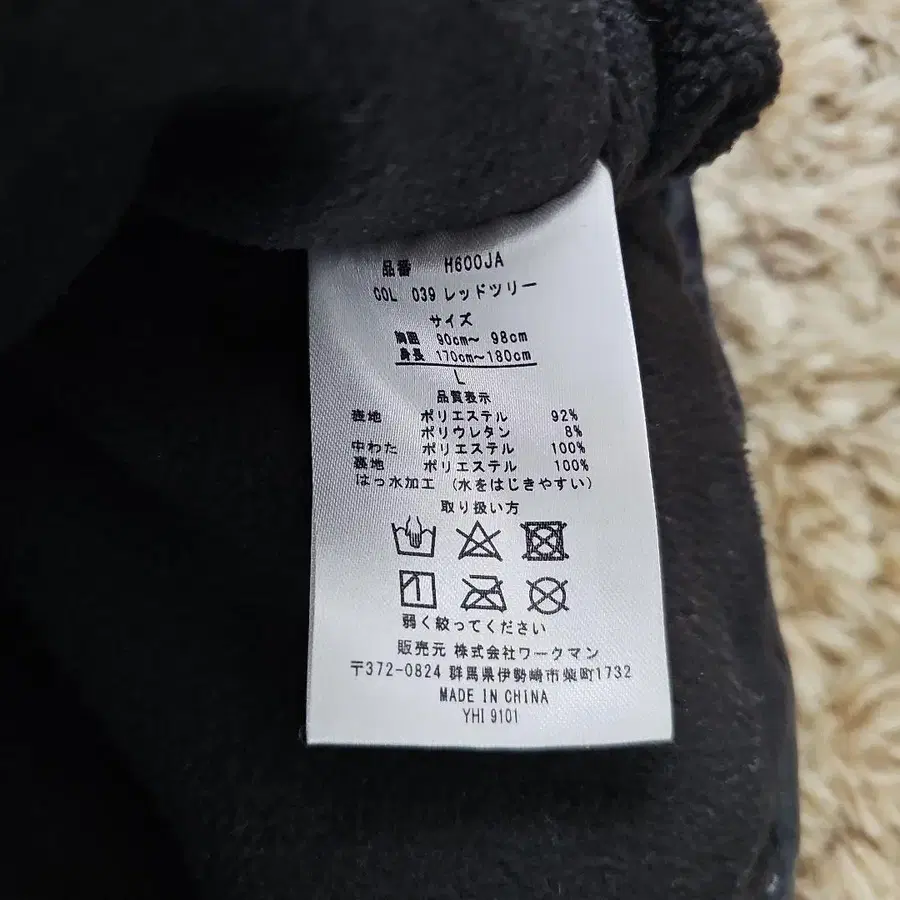 品番 H600JA
COL 039 レッドツリー
サイズ
胸囲 90cm~ 98cm
身長 170cm~180cm
L
品質表示
表地 ポリエステル 92%
ポリウレタン 8%
中わた ポリエステル 100%
裏地 ポリエステル 100%
はっ水加工 (水をはじきやすい)
取り扱い方
弱く絞ってください
販売元 株式会社ワークマン
〒372-0824 群馬県伊勢崎市柴町1732
MADE IN CHINA
YHI 9101